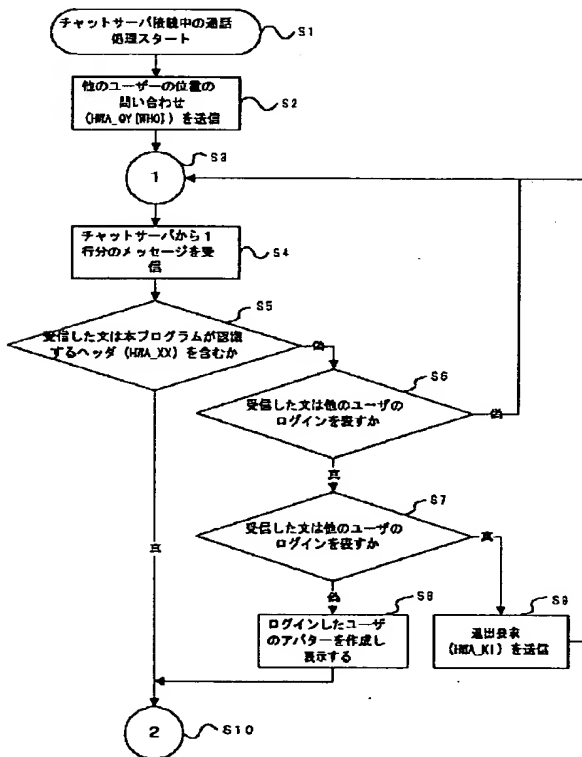 チャットサーバ接続中の通話
処理スタート
S1
他のユーザーの位置の
問い合わせ
(HMA_QY[WHO])を送信
S2
S3
1
チャットサーバから1
行分のメッセージを受
信
S4
S5
受信した文は本プログラムが認識
するヘッダ(HMA_XX)を含むか
偽
S6
受信した文は他のユーザの
ログインを表すか
偽
真
S7
受信した文は他のユーザの
ログインを表すか
真
真
偽
S8
ログインしたユーザ
のアバターを作成し
表示する
S9
退出要求
(HMA_KI)を送信
2
S10